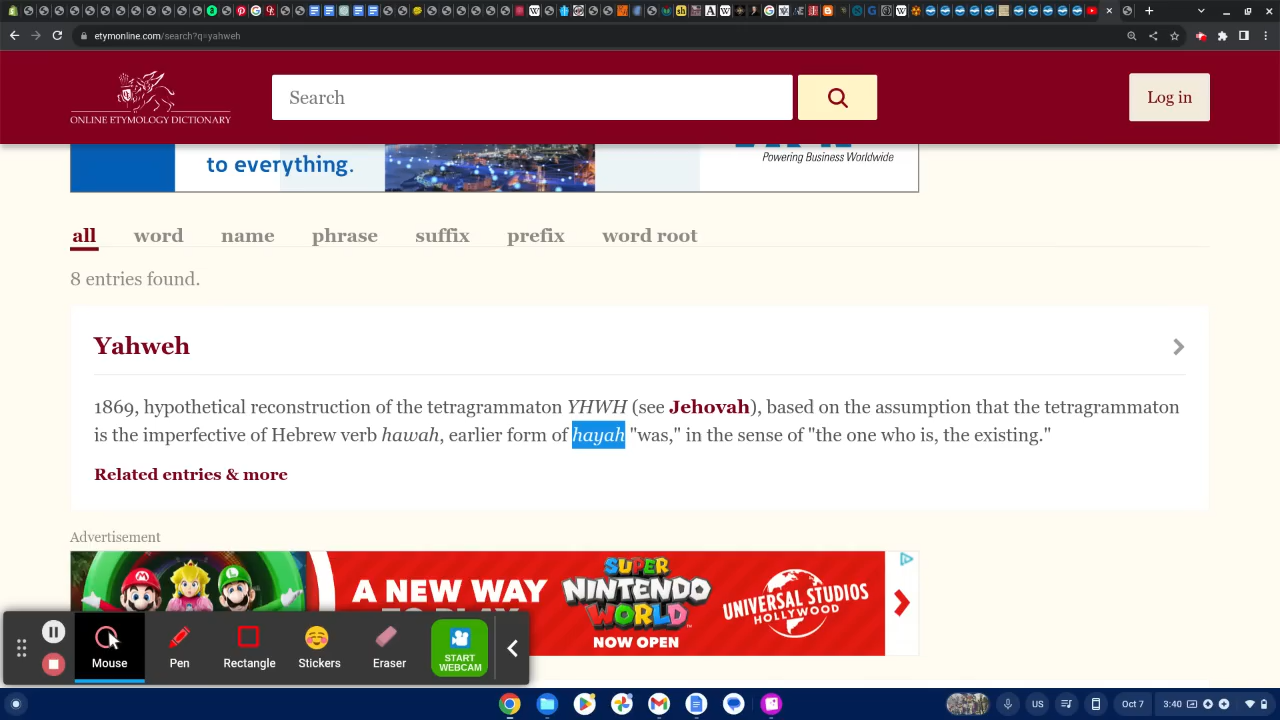 etymonline.com/search?q=yahweh
ONLINE ETYMOLOGY DICTIONARY
Search
Log in
to everything.
Powering Business Worldwide
all word name phrase suffix prefix word root
8 entries found.
Yahweh
1869, hypothetical reconstruction of the tetragrammaton YHWH (see Jehovah), based on the assumption that the tetragrammaton
is the imperfective of Hebrew verb hawah, earlier form of hayah "was," in the sense of "the one who is, the existing."
Related entries & more
Advertisement
A NEW WAY
SUPER
NINTENDO
WORLD
NOW OPEN
UNIVERSAL STUDIOS
HOLLYWOOD
Mouse Pen Rectangle Stickers Eraser
START
WEBCAM
US Oct 7 3:40